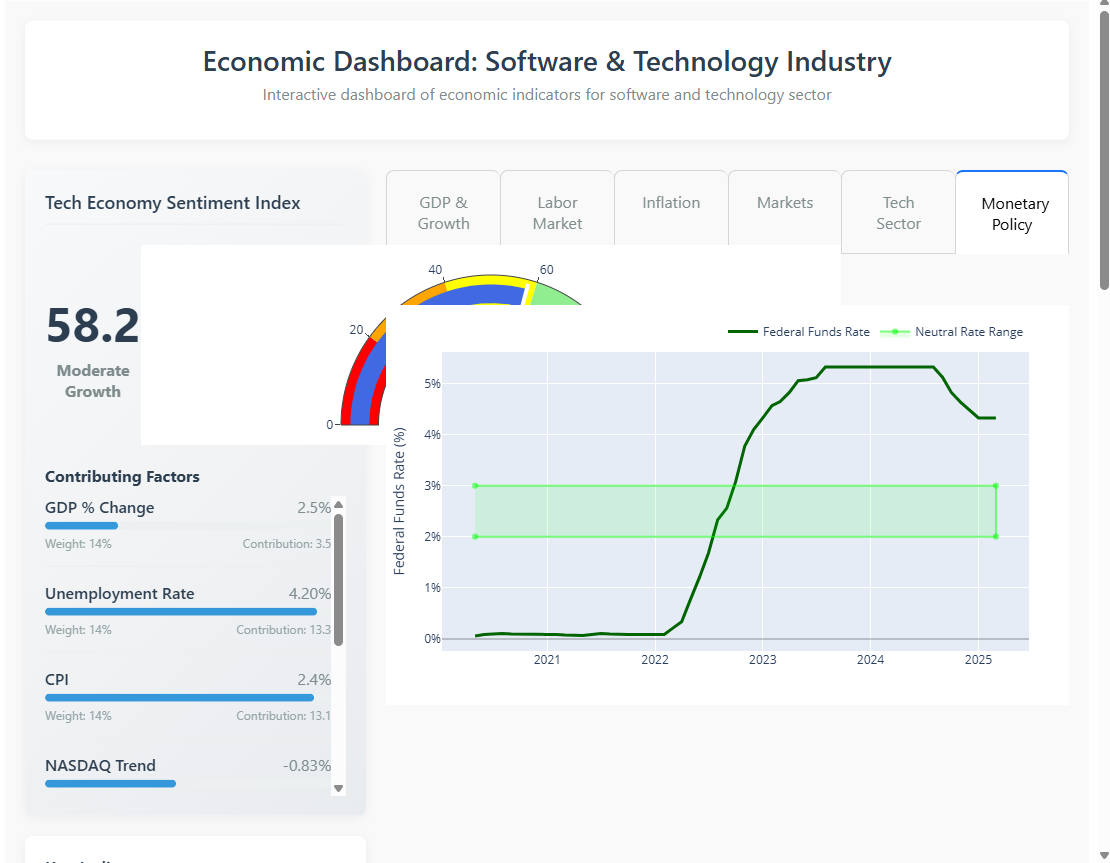 Economic Dashboard: Software & Technology Industry
Interactive dashboard of economic indicators for software and technology sector
Tech Economy Sentiment Index
GDP &
Growth
Labor
Market
Inflation
Markets
Tech
Sector
Monetary
Policy
58.2
Moderate
Growth
0
20
40
60
Contributing Factors
GDP % Change 2.5%
Weight: 14% Contribution: 3.5
Unemployment Rate 4.20%
Weight: 14% Contribution: 13.3
CPI 2.4%
Weight: 14% Contribution: 13.1
NASDAQ Trend -0.83%
Federal Funds Rate
Neutral Rate Range
Federal Funds Rate (%)
5%
4%
3%
2%
1%
0%
2021 2022 2023 2024 2025